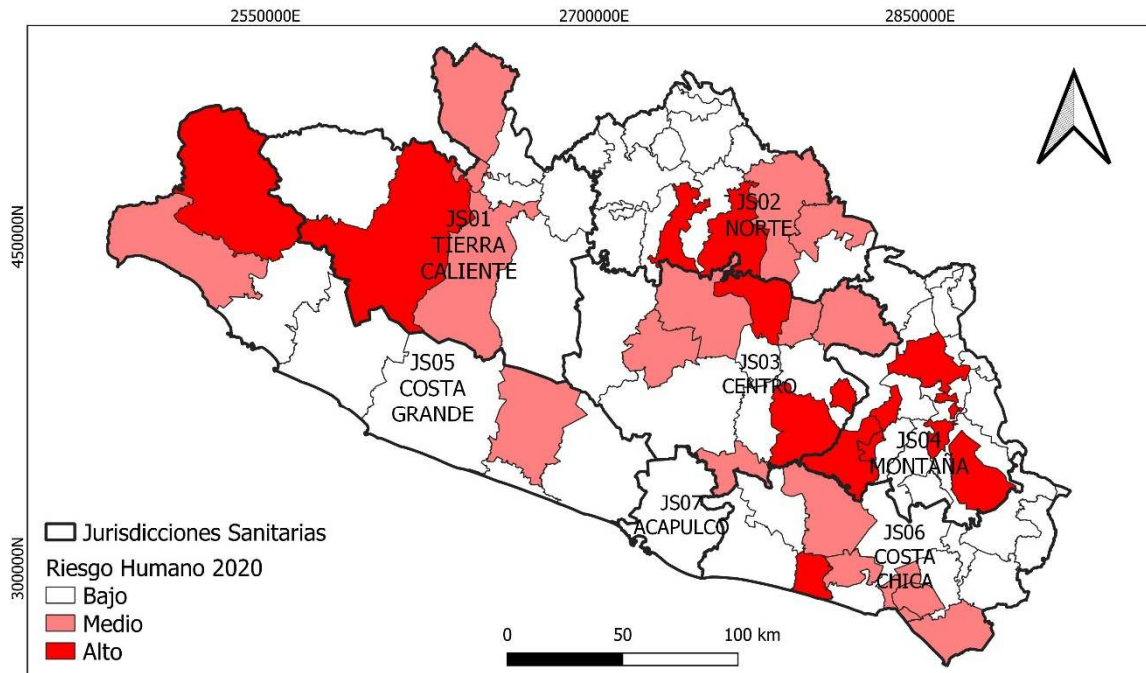 2550000E
2700000E
2850000E
450000N
300000N
JS01
TIERRA
CALIENTE
JS02
NORTE
JS03
CENTRO
JS04
MONTAÑA
JS05
COSTA
GRANDE
JS06
COSTA
CHICA
JS07
ACAPULCO
Jurisdicciones Sanitarias
Riesgo Humano 2020
Bajo
Medio
Alto
0 50 100 km